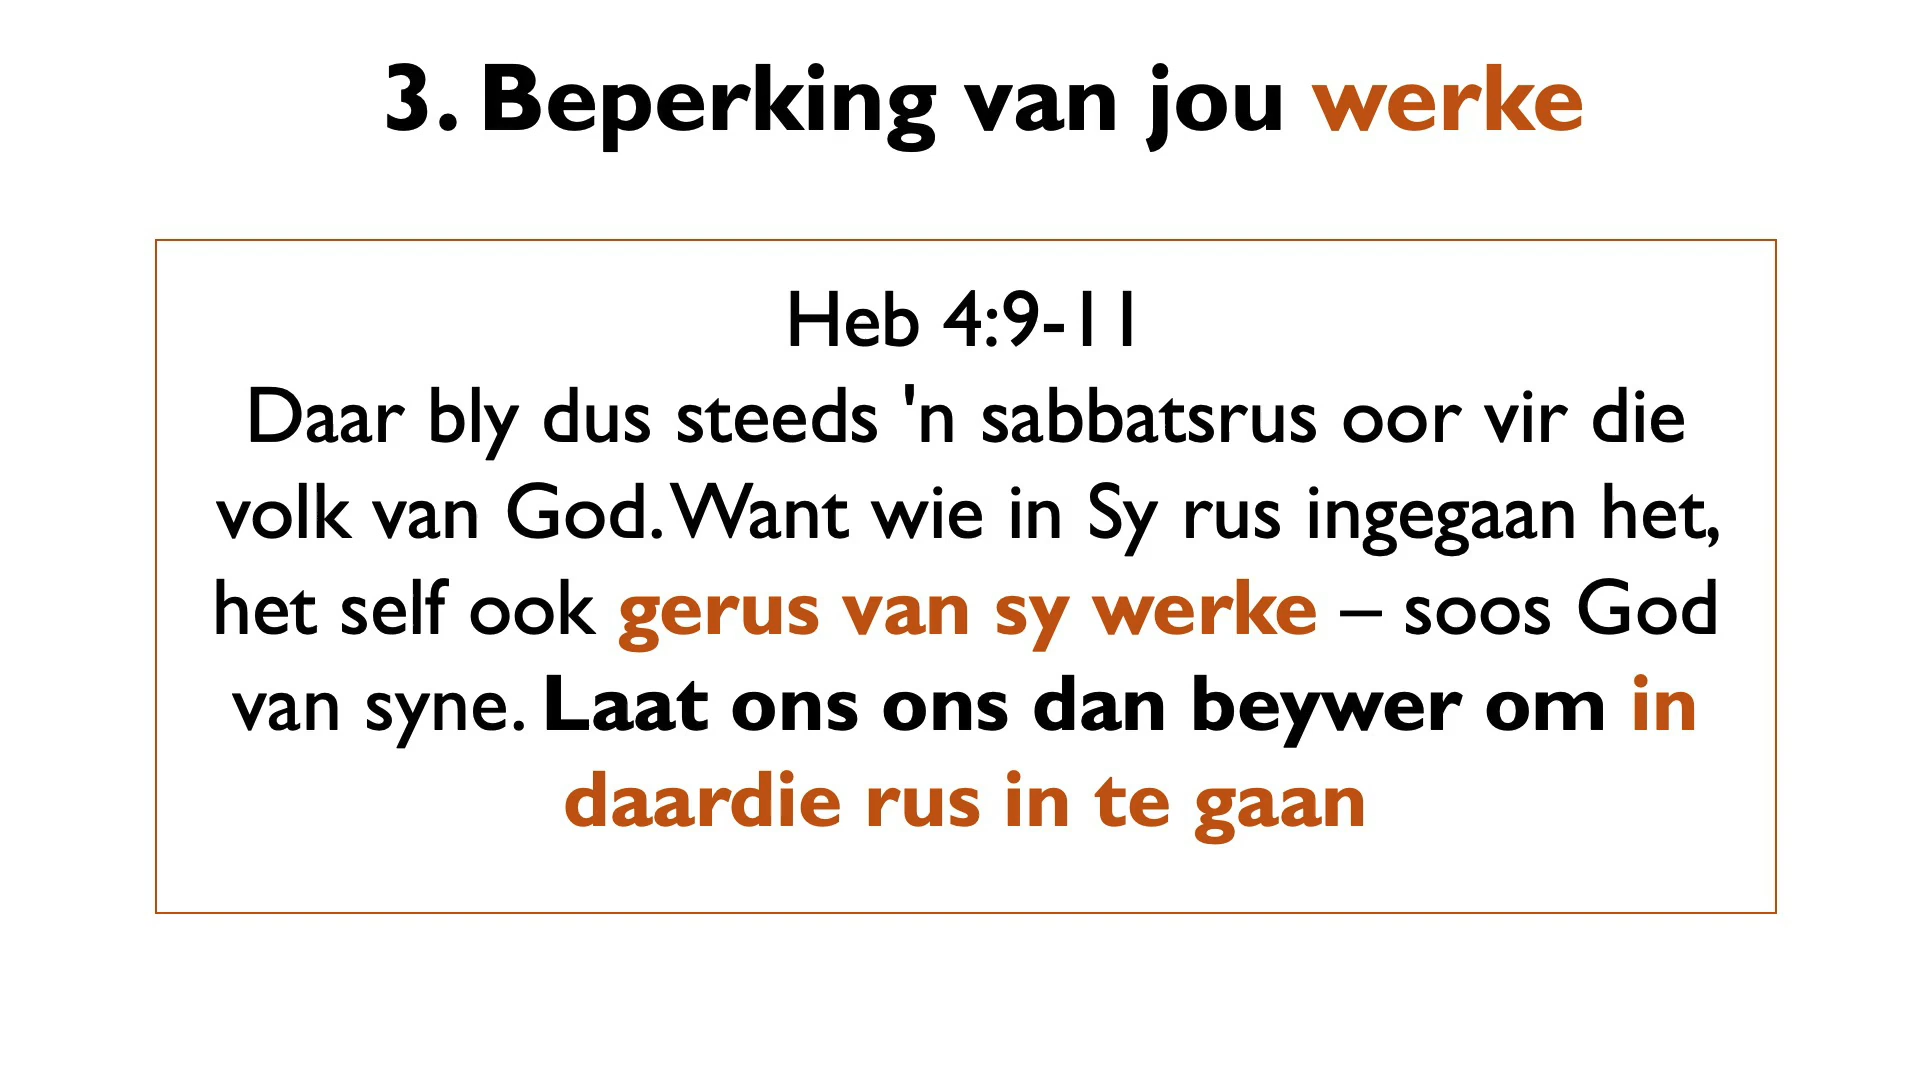 3. Beperking van jou werke
Heb 4:9-11
Daar bly dus steeds 'n sabbatsrus oor vir die
volk van God. Want wie in Sy rus ingegaan het,
het self ook gerus van sy werke – soos God
van syne. Laat ons ons dan beywer om in
daardie rus in te gaan